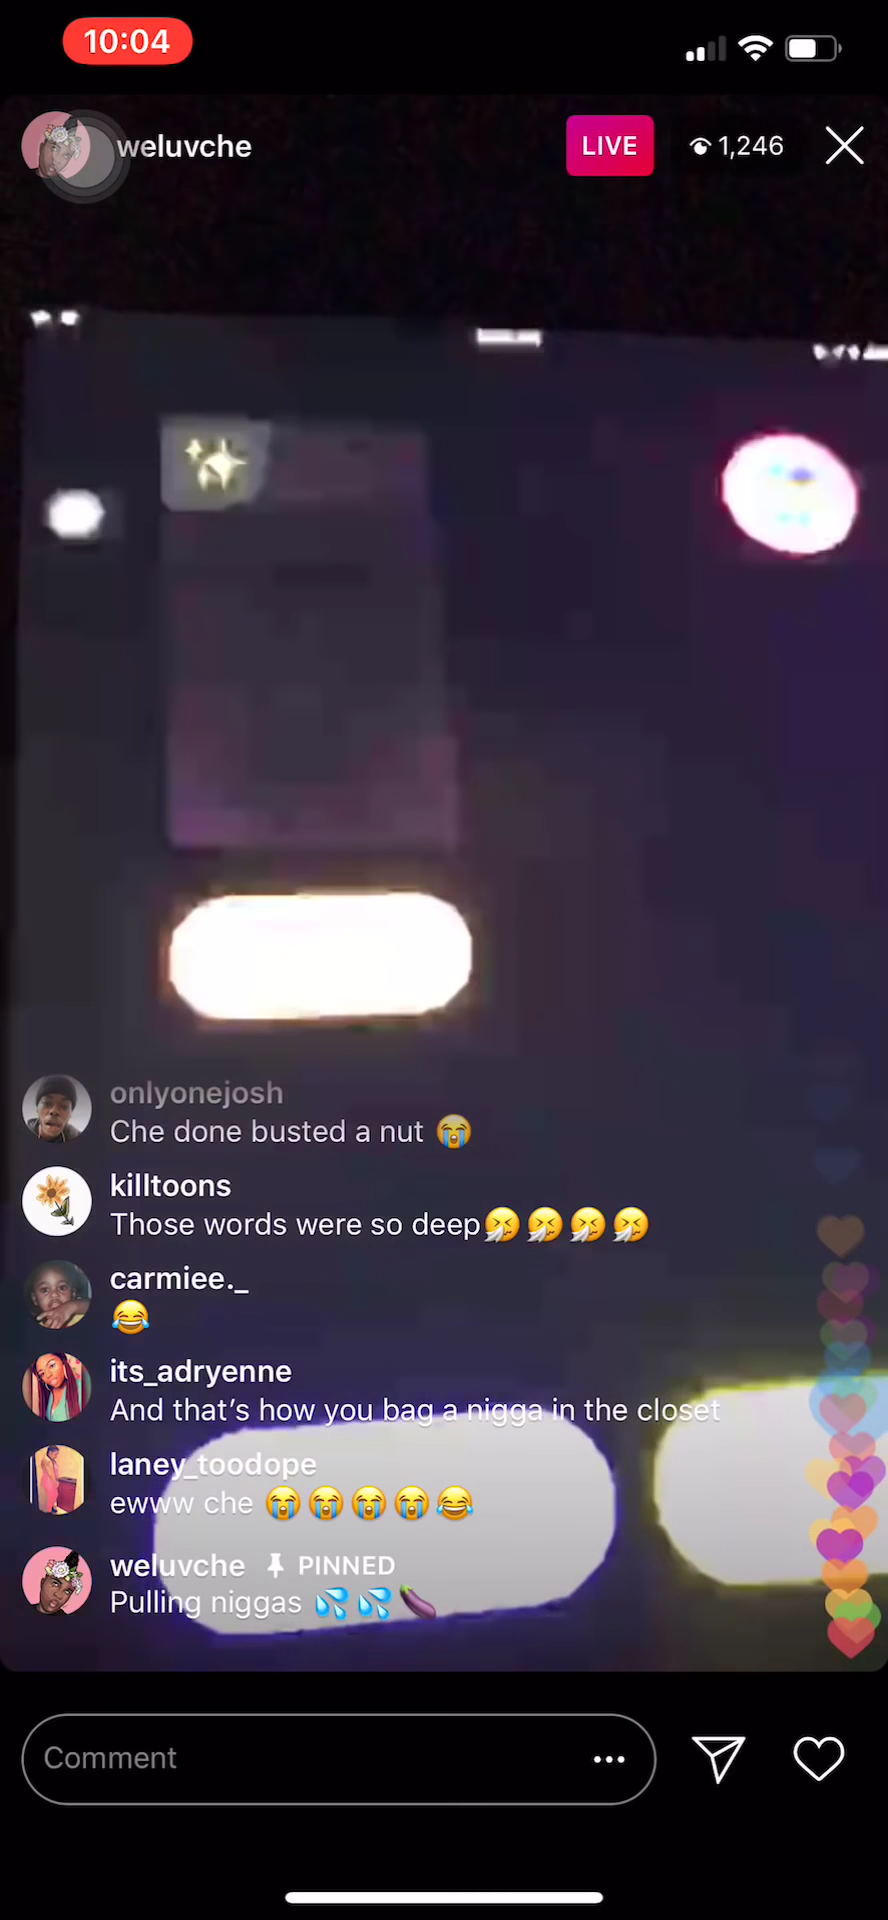 10:04
weluvche
LIVE
1,246
onlyonejosh
Che done busted a nut 😭
killtoons
Those words were so deep🤧🤧🤧🤧
carmiee._
😂
its_adryenne
And that’s how you bag a nigga in the closet
laney_toodope
ewww che 😭😭😭😭😂
weluvche PINNED
Pulling niggas 💦💦🍆
Comment